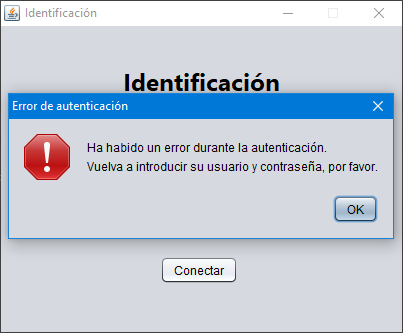 Identificación
Identificación
Error de autenticación
Ha habido un error durante la autenticación.
Vuelva a introducir su usuario y contraseña, por favor.
OK
Conectar